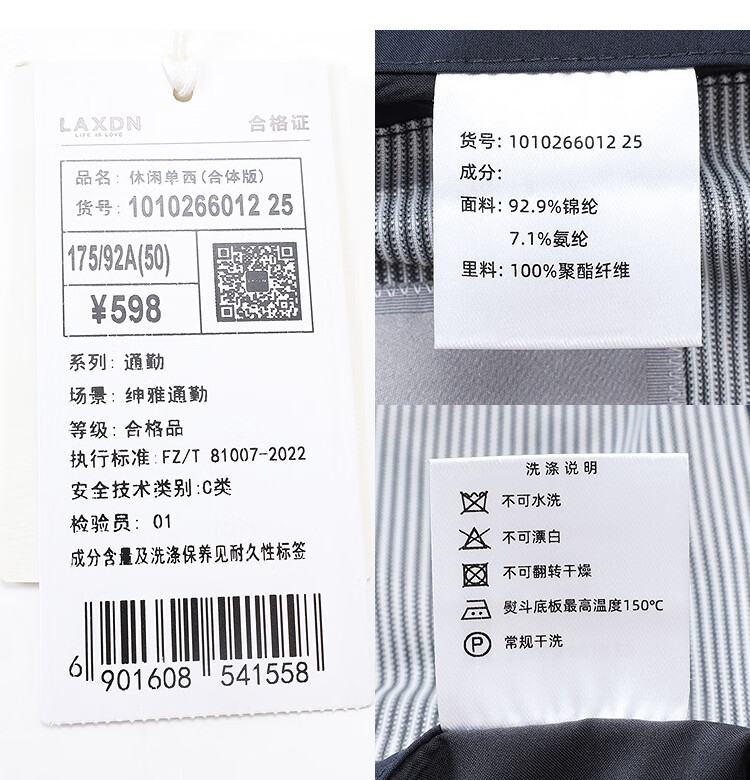 LAXDN
LIFE IS LOVE
合格证
品名: 休闲单西(合体版)
货号: 1010266012 25
175/92A(50)
¥598
系列: 通勤
场景: 绅雅通勤
等级: 合格品
执行标准: FZ/T 81007-2022
安全技术类别:C类
检验员: 01
成分含量及洗涤保养见耐久性标签
6 901608 541558
货号: 1010266012 25
成分:
面料: 92.9%锦纶
7.1%氨纶
里料: 100%聚酯纤维
洗涤说明
不可水洗
不可漂白
不可翻转干燥
熨斗底板最高温度150℃
P 常规干洗